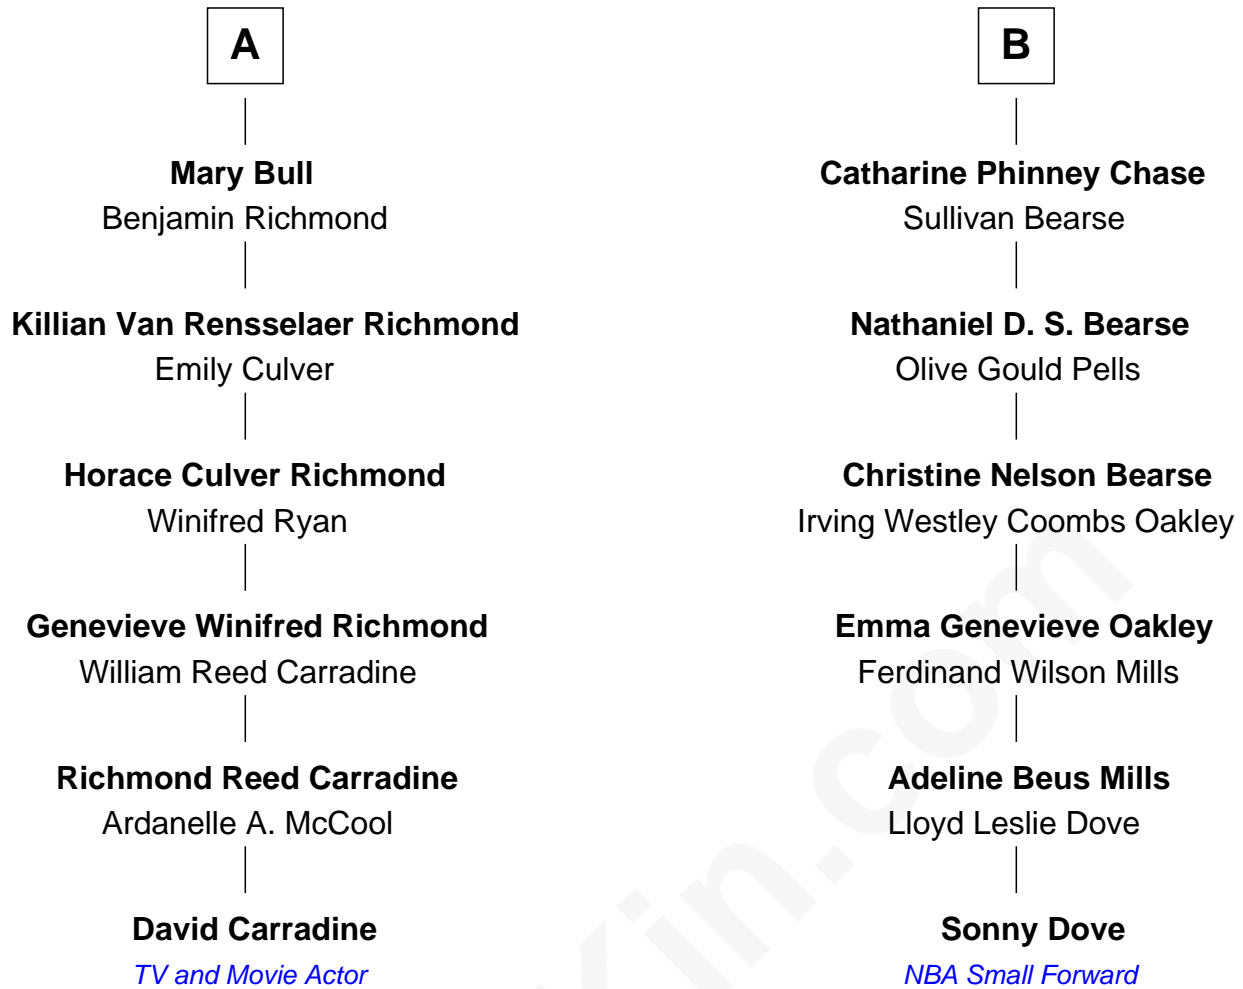 A
Mary Bull
Benjamin Richmond
Killian Van Rensselaer Richmond
Emily Culver
Horace Culver Richmond
Winifred Ryan
Genevieve Winifred Richmond
William Reed Carradine
Richmond Reed Carradine
Ardanelle A. McCool
David Carradine
TV and Movie Actor
B
Catharine Phinney Chase
Sullivan Bearse
Nathaniel D. S. Bearse
Olive Gould Pells
Christine Nelson Bearse
Irving Westley Coombs Oakley
Emma Genevieve Oakley
Ferdinand Wilson Mills
Adeline Beus Mills
Lloyd Leslie Dove
Sonny Dove
NBA Small Forward
Kin.com